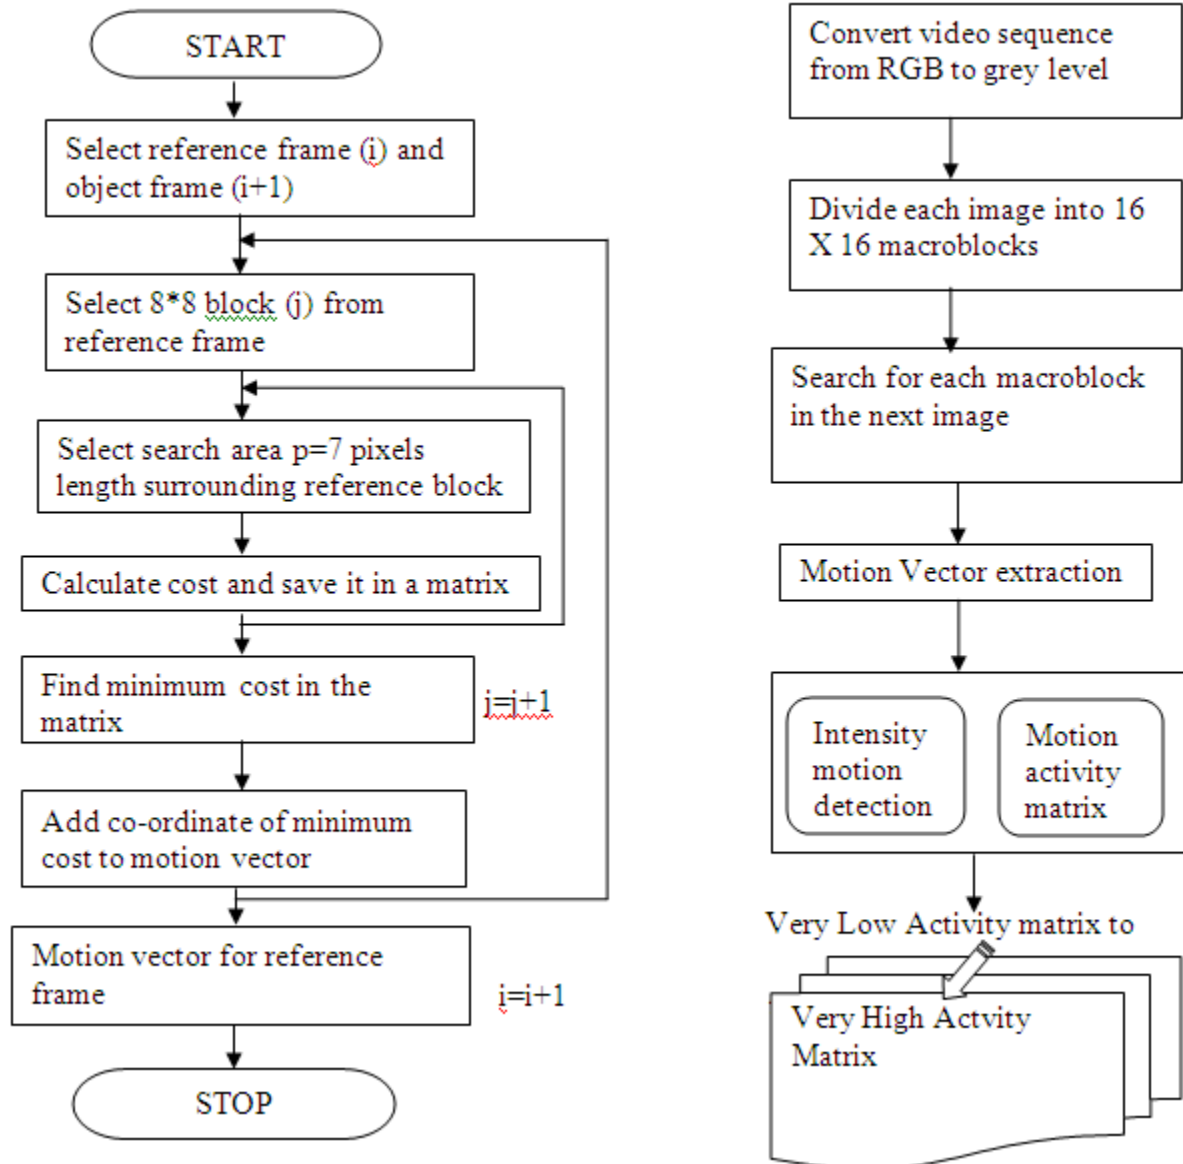 START
Select reference frame (i) and
object frame (i+1)
Select 8*8 block (j) from
reference frame
Select search area p=7 pixels
length surrounding reference block
Calculate cost and save it in a matrix
Find minimum cost in the
matrix
j=j+1
Add co-ordinate of minimum
cost to motion vector
Motion vector for reference
frame
i=i+1
STOP
Convert video sequence
from RGB to grey level
Divide each image into 16
X 16 macroblocks
Search for each macroblock
in the next image
Motion Vector extraction
Intensity
motion
detection
Motion
activity
matrix
Very Low Activity matrix to
Very High Actvity
Matrix